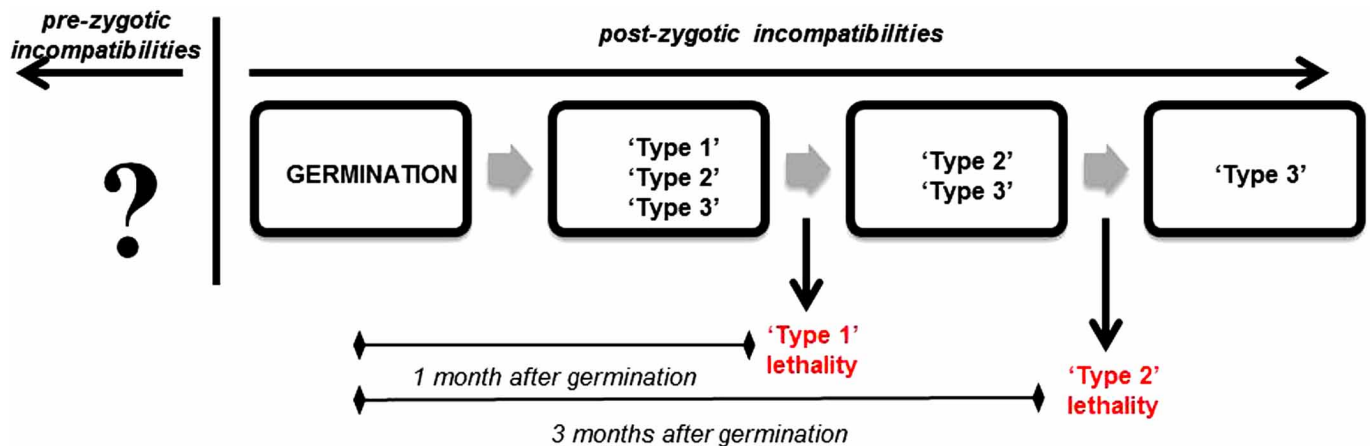 pre-zygotic
incompatibilities
post-zygotic incompatibilities
?
GERMINATION
‘Type 1’
‘Type 2’
‘Type 3’
‘Type 2’
‘Type 3’
‘Type 3’
‘Type 1’
lethality
1 month after germination
‘Type 2’
lethality
3 months after germination